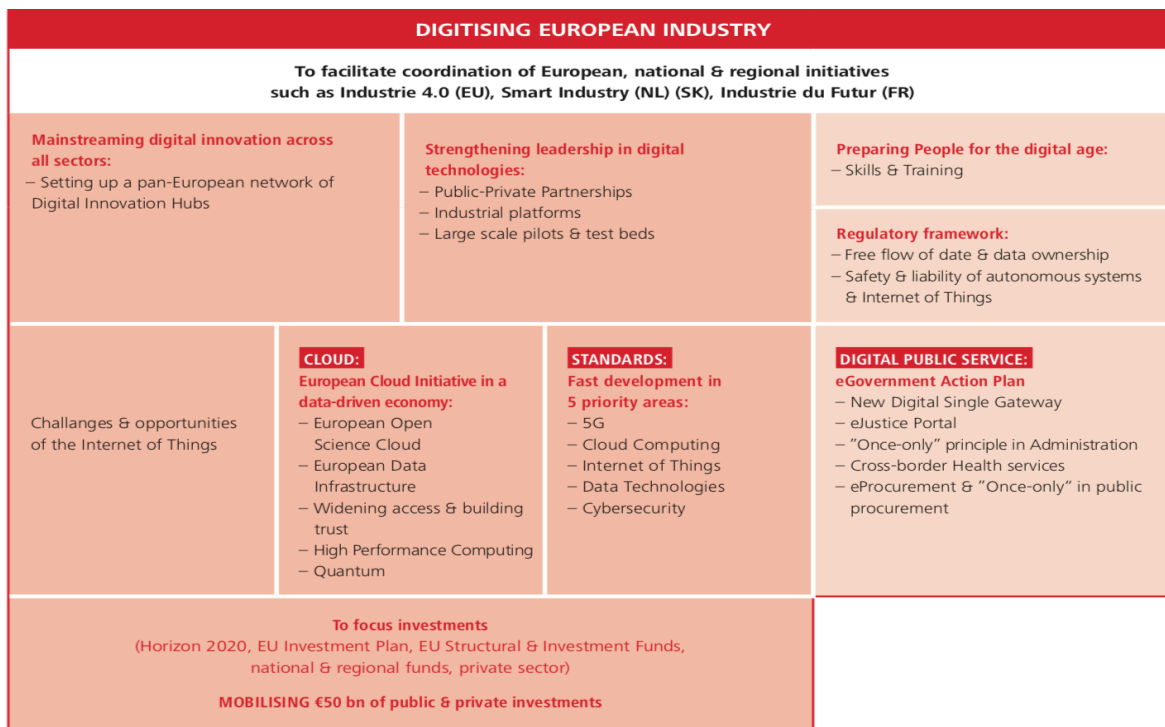 DIGITISING EUROPEAN INDUSTRY
To facilitate coordination of European, national & regional initiatives
such as Industrie 4.0 (EU), Smart Industry (NL) (SK), Industrie du Futur (FR)
Mainstreaming digital innovation across
all sectors:
– Setting up a pan-European network of
Digital Innovation Hubs
Strengthening leadership in digital
technologies:
– Public-Private Partnerships
– Industrial platforms
– Large scale pilots & test beds
Preparing People for the digital age:
– Skills & Training
Regulatory framework:
– Free flow of date & data ownership
– Safety & liability of autonomous systems
& Internet of Things
Challanges & opportunities
of the Internet of Things
CLOUD:
European Cloud Initiative in a
data-driven economy:
– European Open
Science Cloud
– European Data
Infrastructure
– Widening access & building
trust
– High Performance Computing
– Quantum
STANDARDS:
Fast development in
5 priority areas:
– 5G
– Cloud Computing
– Internet of Things
– Data Technologies
– Cybersecurity
DIGITAL PUBLIC SERVICE:
eGovernment Action Plan
– New Digital Single Gateway
– eJustice Portal
– ”Once-only” principle in Administration
– Cross-border Health services
– eProcurement & ”Once-only” in public
procurement
To focus investments
(Horizon 2020, EU Investment Plan, EU Structural & Investment Funds,
national & regional funds, private sector)
MOBILISING €50 bn of public & private investments